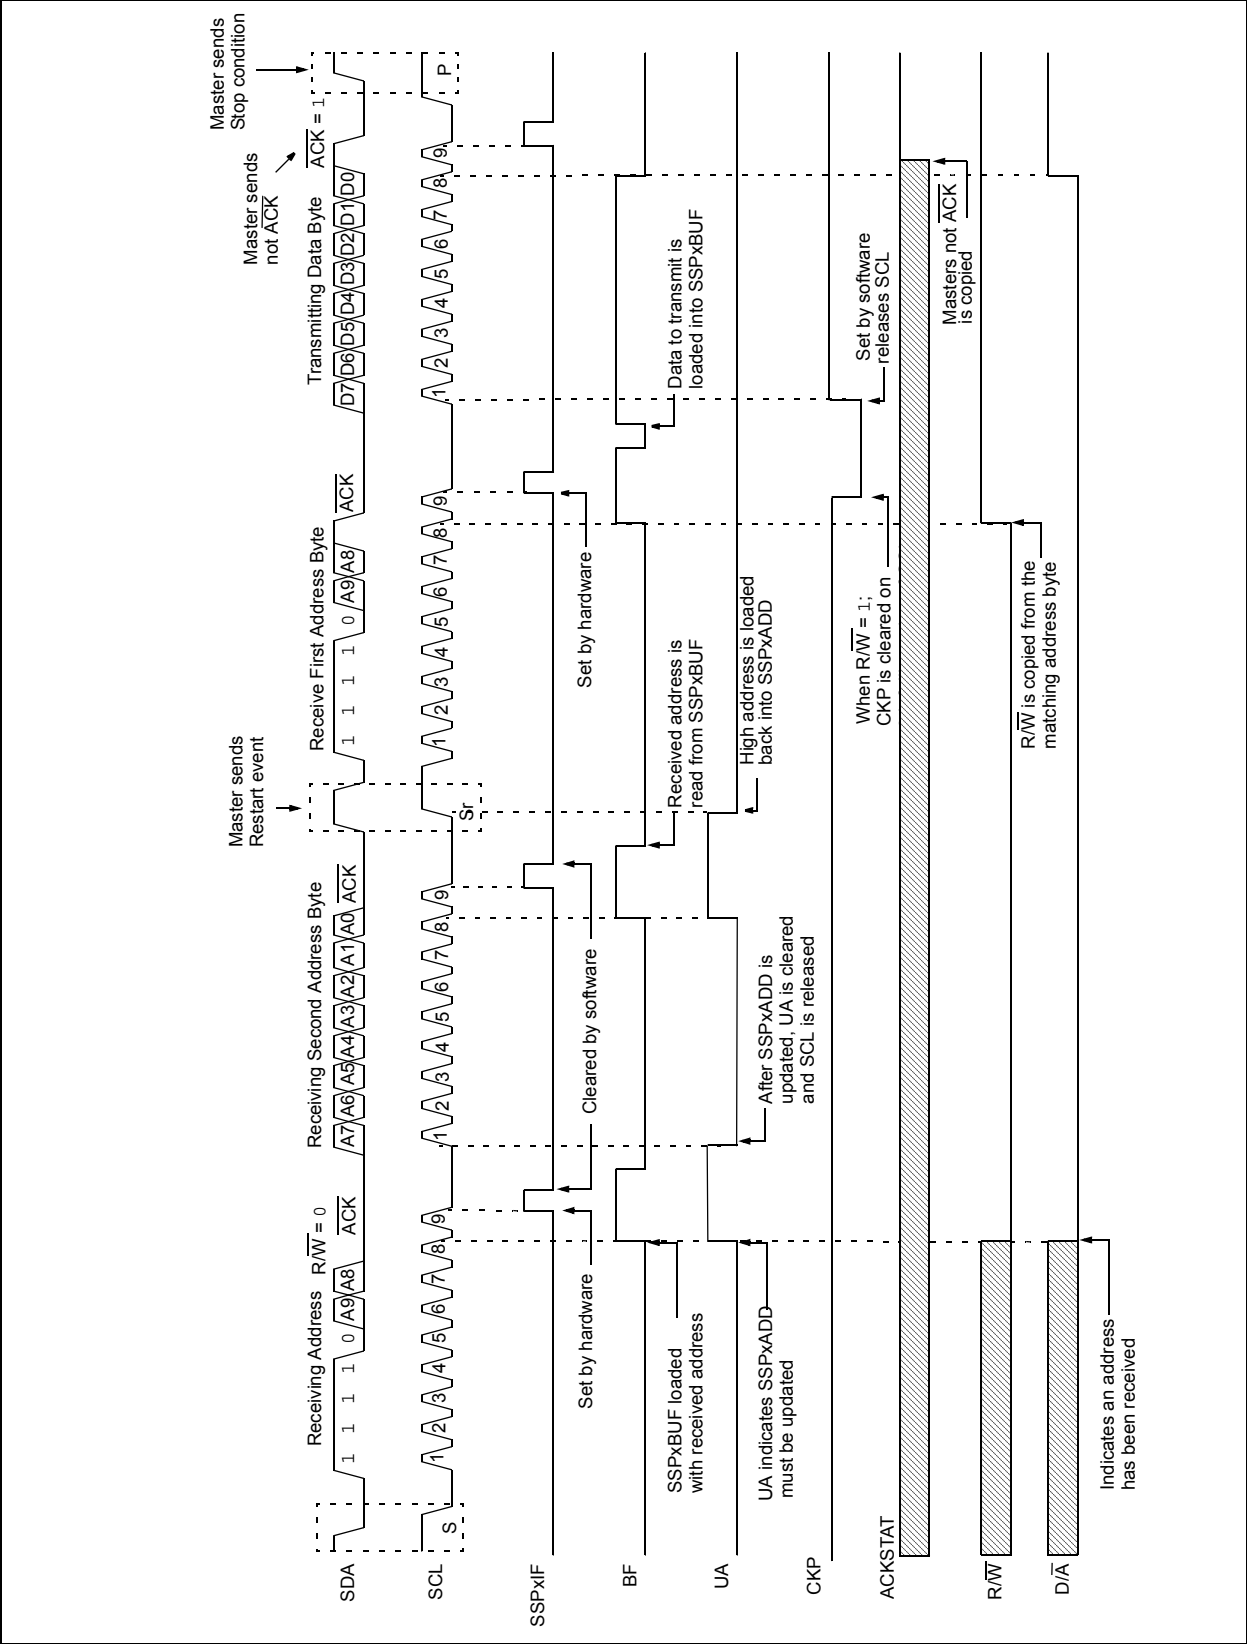 Master sends
Stop condition
Master sends
not ACK
Master sends
Restart event
Receiving Address R/W = 0
Receiving Second Address Byte
Receive First Address Byte
Transmitting Data Byte
ACK = 1
SDA
1 1 1 1 0 A9 A8 ACK
A7 A6 A5 A4 A3 A2 A1 A0 ACK
1 1 1 1 0 A9 A8 ACK
D7 D6 D5 D4 D3 D2 D1 D0
SCL
S
1 2 3 4 5 6 7 8 9
1 2 3 4 5 6 7 8 9
Sr
1 2 3 4 5 6 7 8 9
1 2 3 4 5 6 7 8 9
P
SSPxIF
Set by hardware
Cleared by software
Set by hardware
BF
SSPxBUF loaded
with received address
Received address is
read from SSPxBUF
Data to transmit is
loaded into SSPxBUF
UA
UA indicates SSPxADD
must be updated
After SSPxADD is
updated, UA is cleared
and SCL is released
High address is loaded
back into SSPxADD
CKP
When R/W = 1;
CKP is cleared on
Set by software
releases SCL
ACKSTAT
Masters not ACK
is copied
R/W
R/W is copied from the
matching address byte
D/A
Indicates an address
has been received